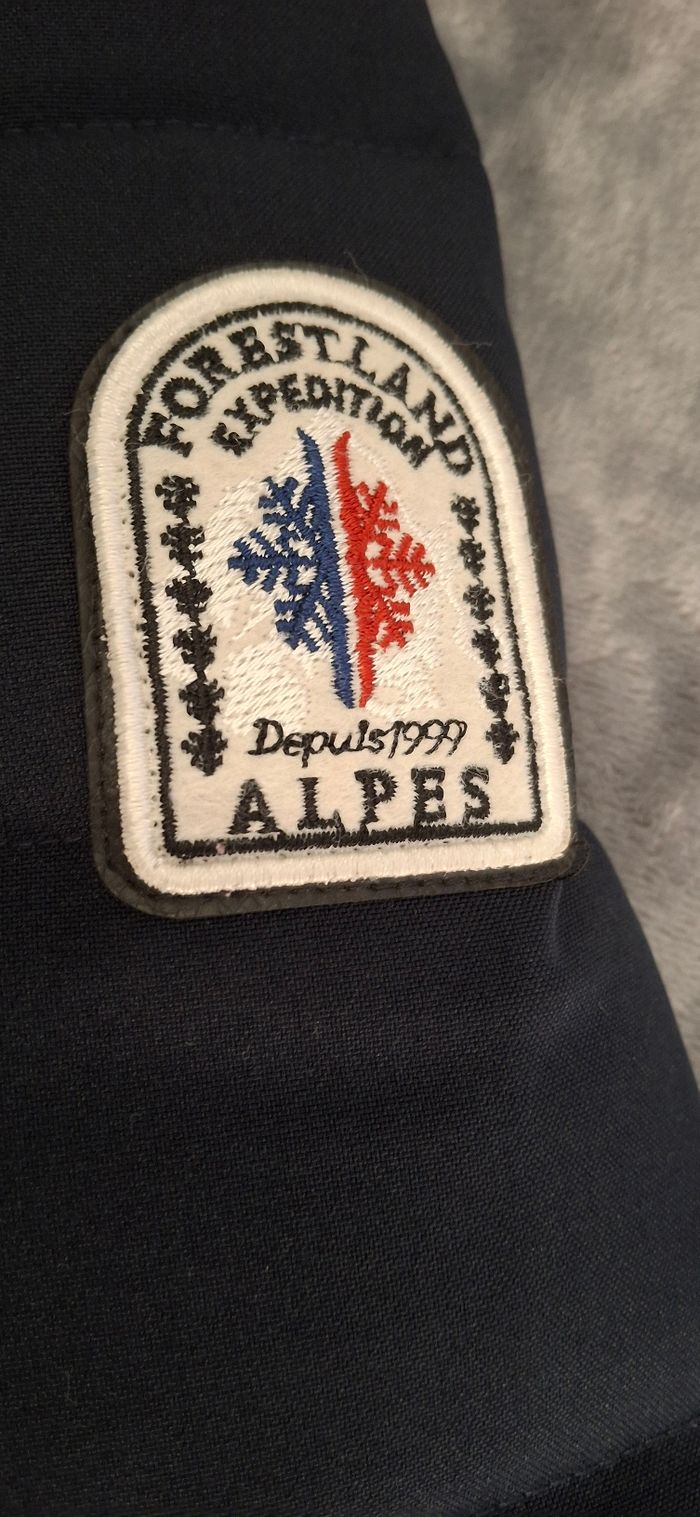 FORESTLAND
EXPEDITION
Depuis1999
ALPES